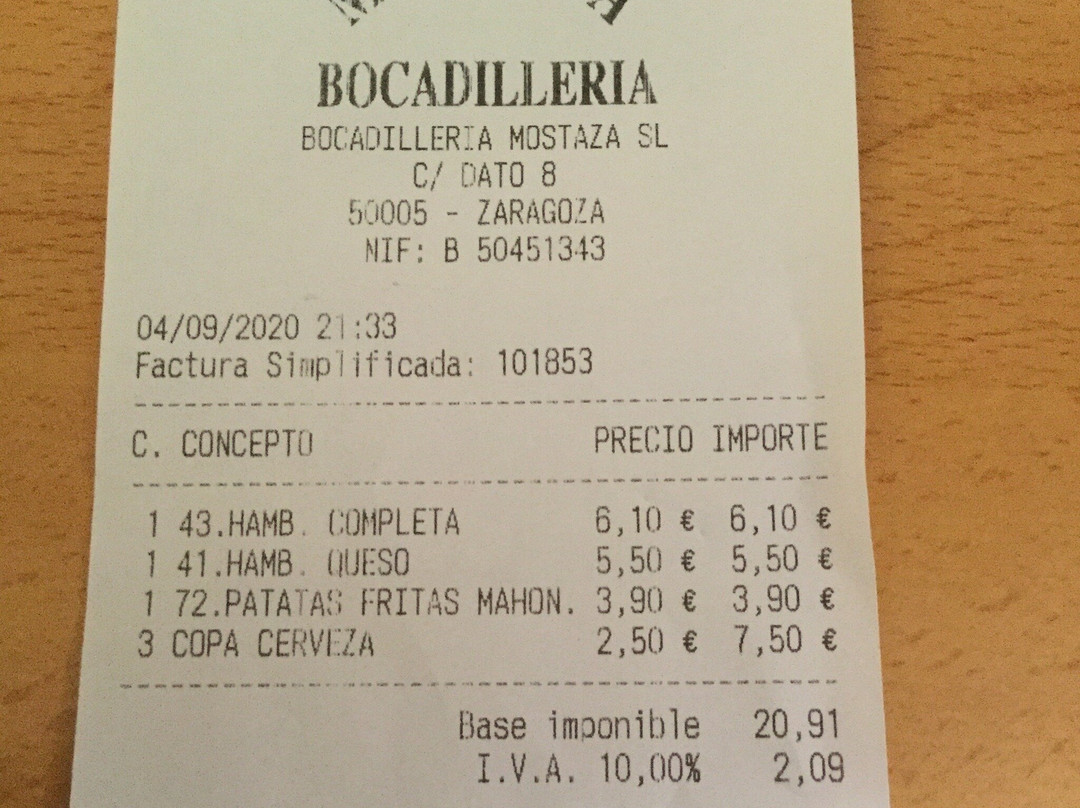 BOCADILLERIA
BOCADILLERIA MOSTAZA SL
C/ DATO 8
50005 - ZARAGOZA
NIF: B 50451343
04/09/2020 21:33
Factura Simplificada: 101853
C. CONCEPTO PRECIO IMPORTE
1 43.HAMB. COMPLETA 6,10 € 6,10 €
1 41.HAMB. QUESO 5,50 € 5,50 €
1 72.PATATAS FRITAS MAHON. 3,90 € 3,90 €
3 COPA CERVEZA 2,50 € 7,50 €
Base imponible 20,91
I.V.A. 10,00% 2,09